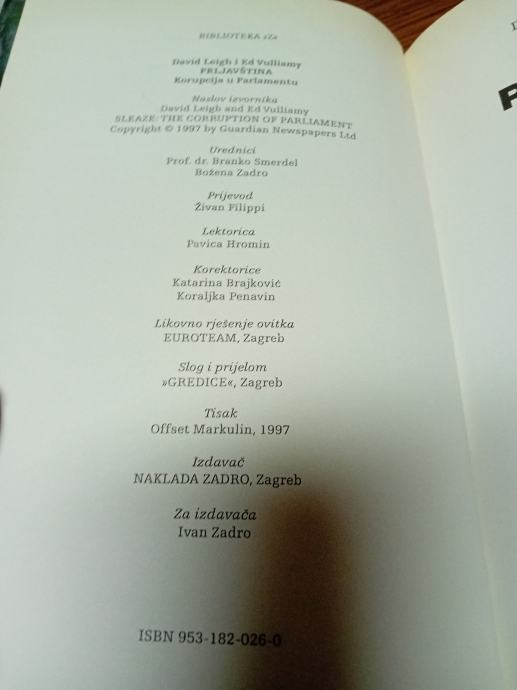 BIBLIOTEKA »Z«
David Leigh i Ed Vulliamy
PRLJAVŠTINA
Korupcija u Parlamentu
Naslov izvornika
David Leigh and Ed Vulliamy
SLEAZE: THE CORRUPTION OF PARLIAMENT
Copyright © 1997 by Guardian Newspapers Ltd
Urednici
Prof. dr. Branko Smerdel
Božena Zadro
Prijevod
Živan Filippi
Lektorica
Pavica Hromin
Korektorice
Katarina Brajković
Koraljka Penavin
Likovno rješenje ovitka
EUROTEAM, Zagreb
Slog i prijelom
»GREDICE«, Zagreb
Tisak
Offset Markulin, 1997
Izdavač
NAKLADA ZADRO, Zagreb
Za izdavača
Ivan Zadro
ISBN 953-182-026-0